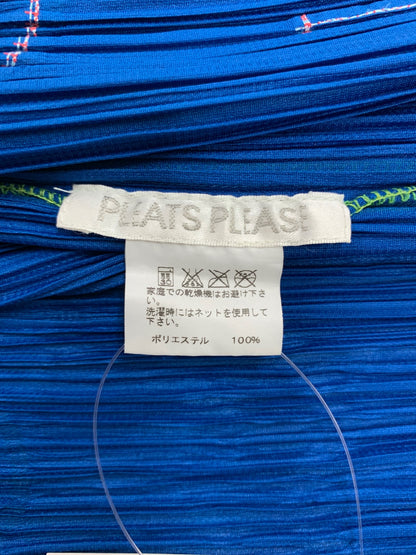 PLEATS PLEASE
家庭での乾燥機はお避け下さ
い。
洗濯時にはネットを使用して
下さい。
ポリエステル 100%